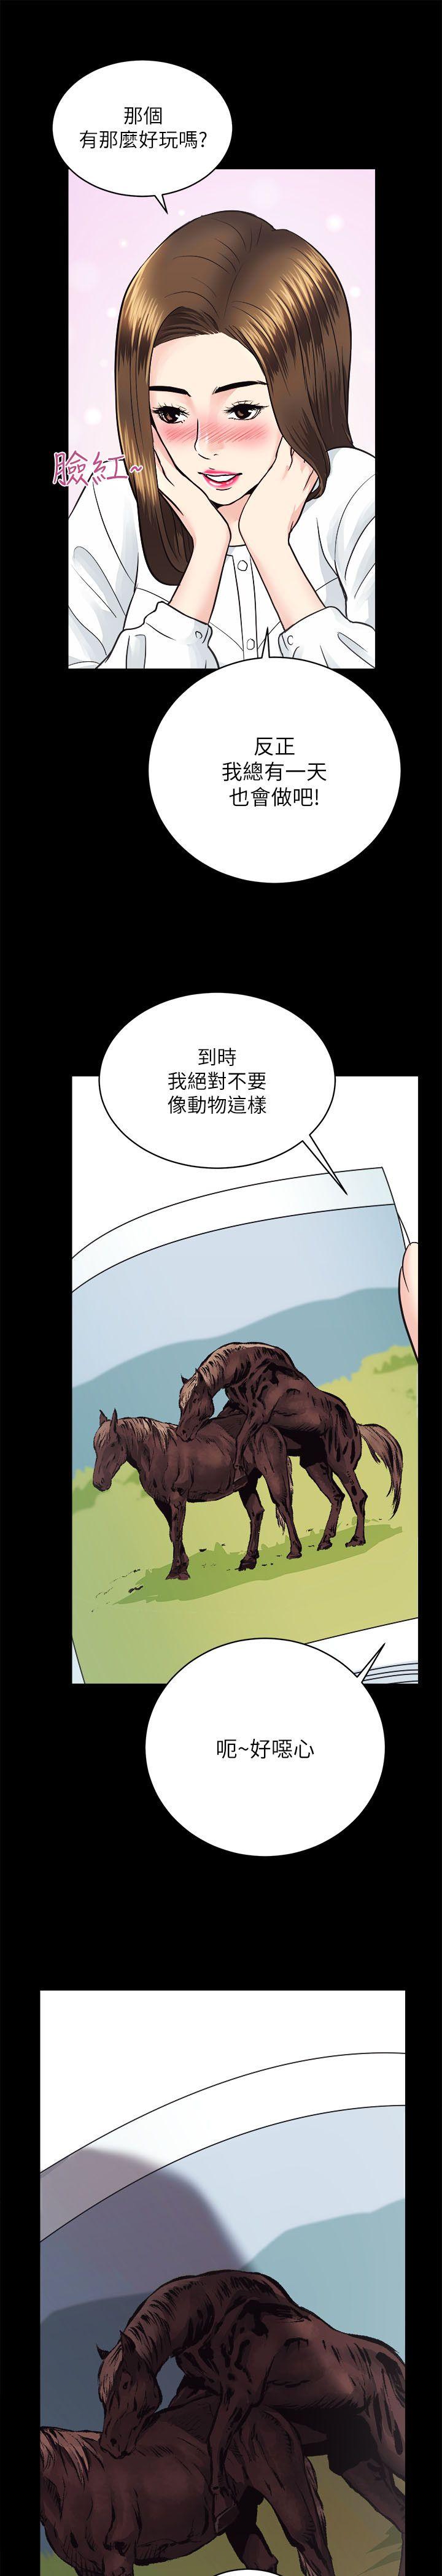 那個
有那麼好玩嗎?
臉紅~
反正
我總有一天
也會做吧!
到時
我絕對不要
像動物這樣
呃~好噁心